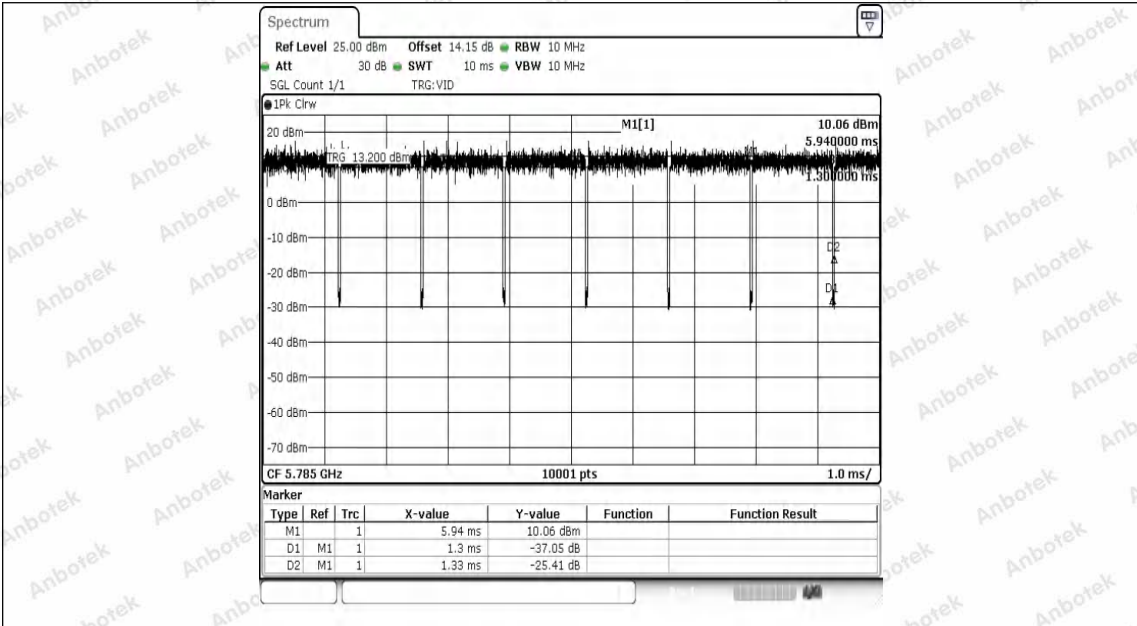 Spectrum
Ref Level 25.00 dBm Offset 14.15 dB RBW 10 MHz
Att 30 dB SWT 10 ms VBW 10 MHz
SGL Count 1/1 TRG:VID
1Pk Clrw
M1[1] 10.06 dBm
20 dBm
5.940000 ms
TRG 13.200 dBm
1.300000 ms
0 dBm
-10 dBm
D2
-20 dBm
D1
-30 dBm
-40 dBm
-50 dBm
-60 dBm
-70 dBm
CF 5.785 GHz 10001 pts 1.0 ms/
Marker
Type Ref Trc X-value Y-value Function Function Result
M1 1 5.94 ms 10.06 dBm
D1 M1 1 1.3 ms -37.05 dB
D2 M1 1 1.33 ms -25.41 dB
Anbotek